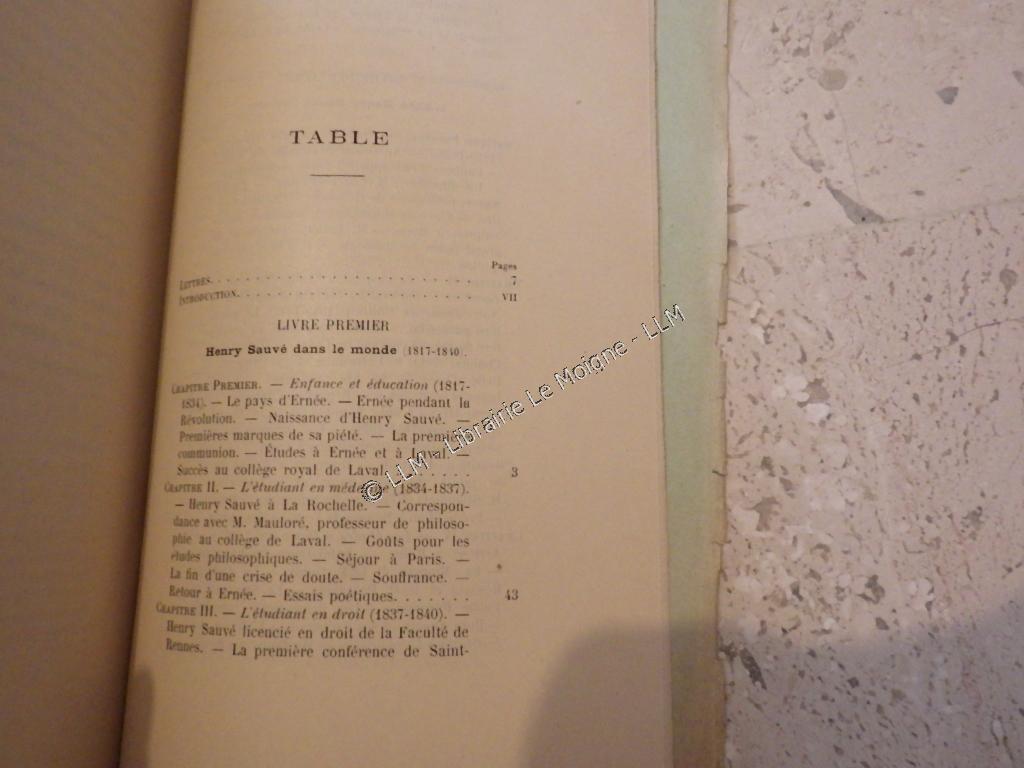 TABLE
Pages
LETTRES. . . . . . . . . . . . . . . . . . . . . . 7
INTRODUCTION. . . . . . . . . . . . . . . . . . . . VII
LIVRE PREMIER
Henry Sauvé dans le monde (1817-1840).
CHAPITRE PREMIER. — Enfance et éducation (1817-
1834). — Le pays d'Ernée. — Ernée pendant la
Révolution. — Naissance d'Henry Sauvé. —
Premières marques de sa piété. — La première
communion. — Études à Ernée et à Laval. —
Succès au collège royal de Laval. . . . . . . . 3
CHAPITRE II. — L'étudiant en médecine (1834-1837).
— Henry Sauvé à La Rochelle. — Correspon-
dance avec M. Mauloré, professeur de philoso-
phie au collège de Laval. — Goûts pour les
études philosophiques. — Séjour à Paris. —
La fin d'une crise de doute. — Souffrance. —
Retour à Ernée. — Essais poétiques. . . . . . . 43
CHAPITRE III. — L'étudiant en droit (1837-1840). —
Henry Sauvé licencié en droit de la Faculté de
Rennes. — La première conférence de Saint-
© LLM - Librairie Le Moigne - LLM